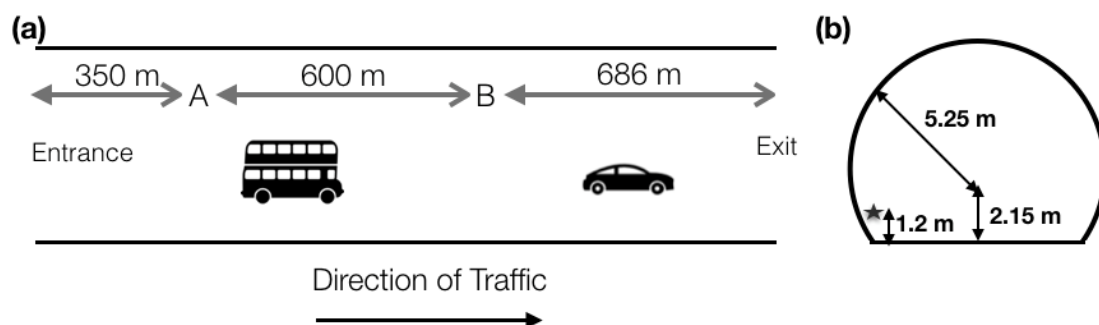 (a)
350 m
600 m
686 m
A
B
Entrance
Exit
Direction of Traffic
(b)
5.25 m
1.2 m
2.15 m